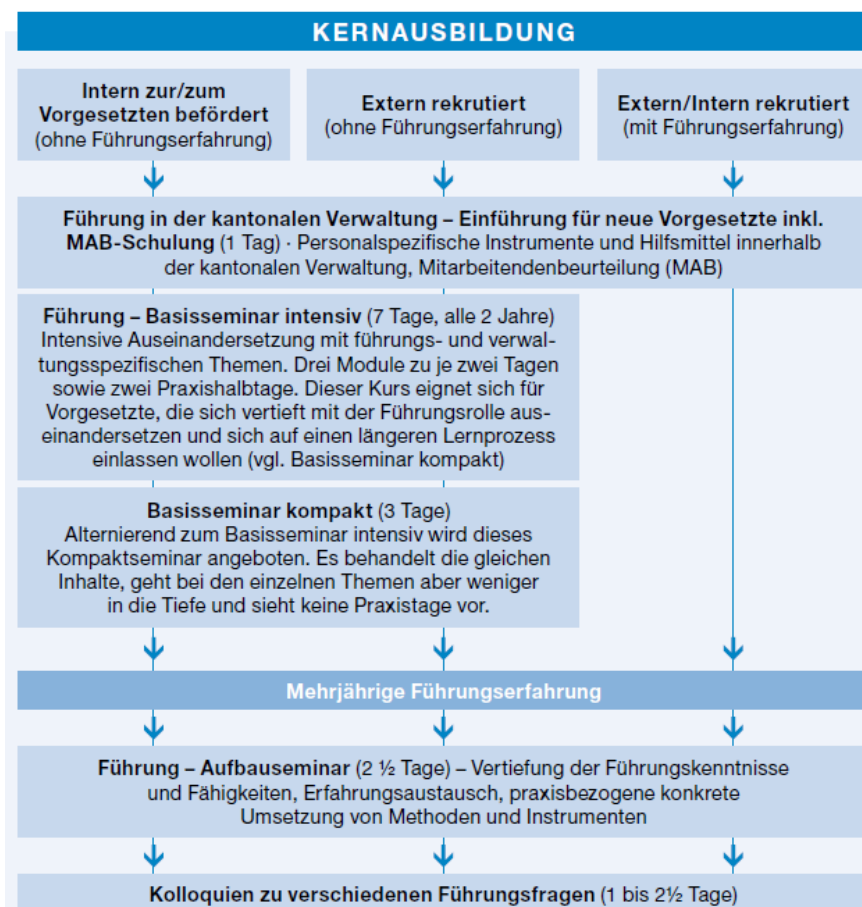 KERNAUSBILDUNG
Intern zur/zum
Vorgesetzten befördert
(ohne Führungserfahrung)
Extern rekrutiert
(ohne Führungserfahrung)
Extern/Intern rekrutiert
(mit Führungserfahrung)
Führung in der kantonalen Verwaltung – Einführung für neue Vorgesetzte inkl.
MAB-Schulung (1 Tag) · Personalspezifische Instrumente und Hilfsmittel innerhalb
der kantonalen Verwaltung, Mitarbeitendenbeurteilung (MAB)
Führung – Basisseminar intensiv (7 Tage, alle 2 Jahre)
Intensive Auseinandersetzung mit führungs- und verwal-
tungsspezifischen Themen. Drei Module zu je zwei Tagen
sowie zwei Praxishalbtage. Dieser Kurs eignet sich für
Vorgesetzte, die sich vertieft mit der Führungsrolle aus-
einandersetzen und sich auf einen längeren Lernprozess
einlassen wollen (vgl. Basisseminar kompakt)
Basisseminar kompakt (3 Tage)
Alternierend zum Basisseminar intensiv wird dieses
Kompaktseminar angeboten. Es behandelt die gleichen
Inhalte, geht bei den einzelnen Themen aber weniger
in die Tiefe und sieht keine Praxistage vor.
Mehrjährige Führungserfahrung
Führung – Aufbauseminar (2 ½ Tage) – Vertiefung der Führungskenntnisse
und Fähigkeiten, Erfahrungsaustausch, praxisbezogene konkrete
Umsetzung von Methoden und Instrumenten
Kolloquien zu verschiedenen Führungsfragen (1 bis 2½ Tage)